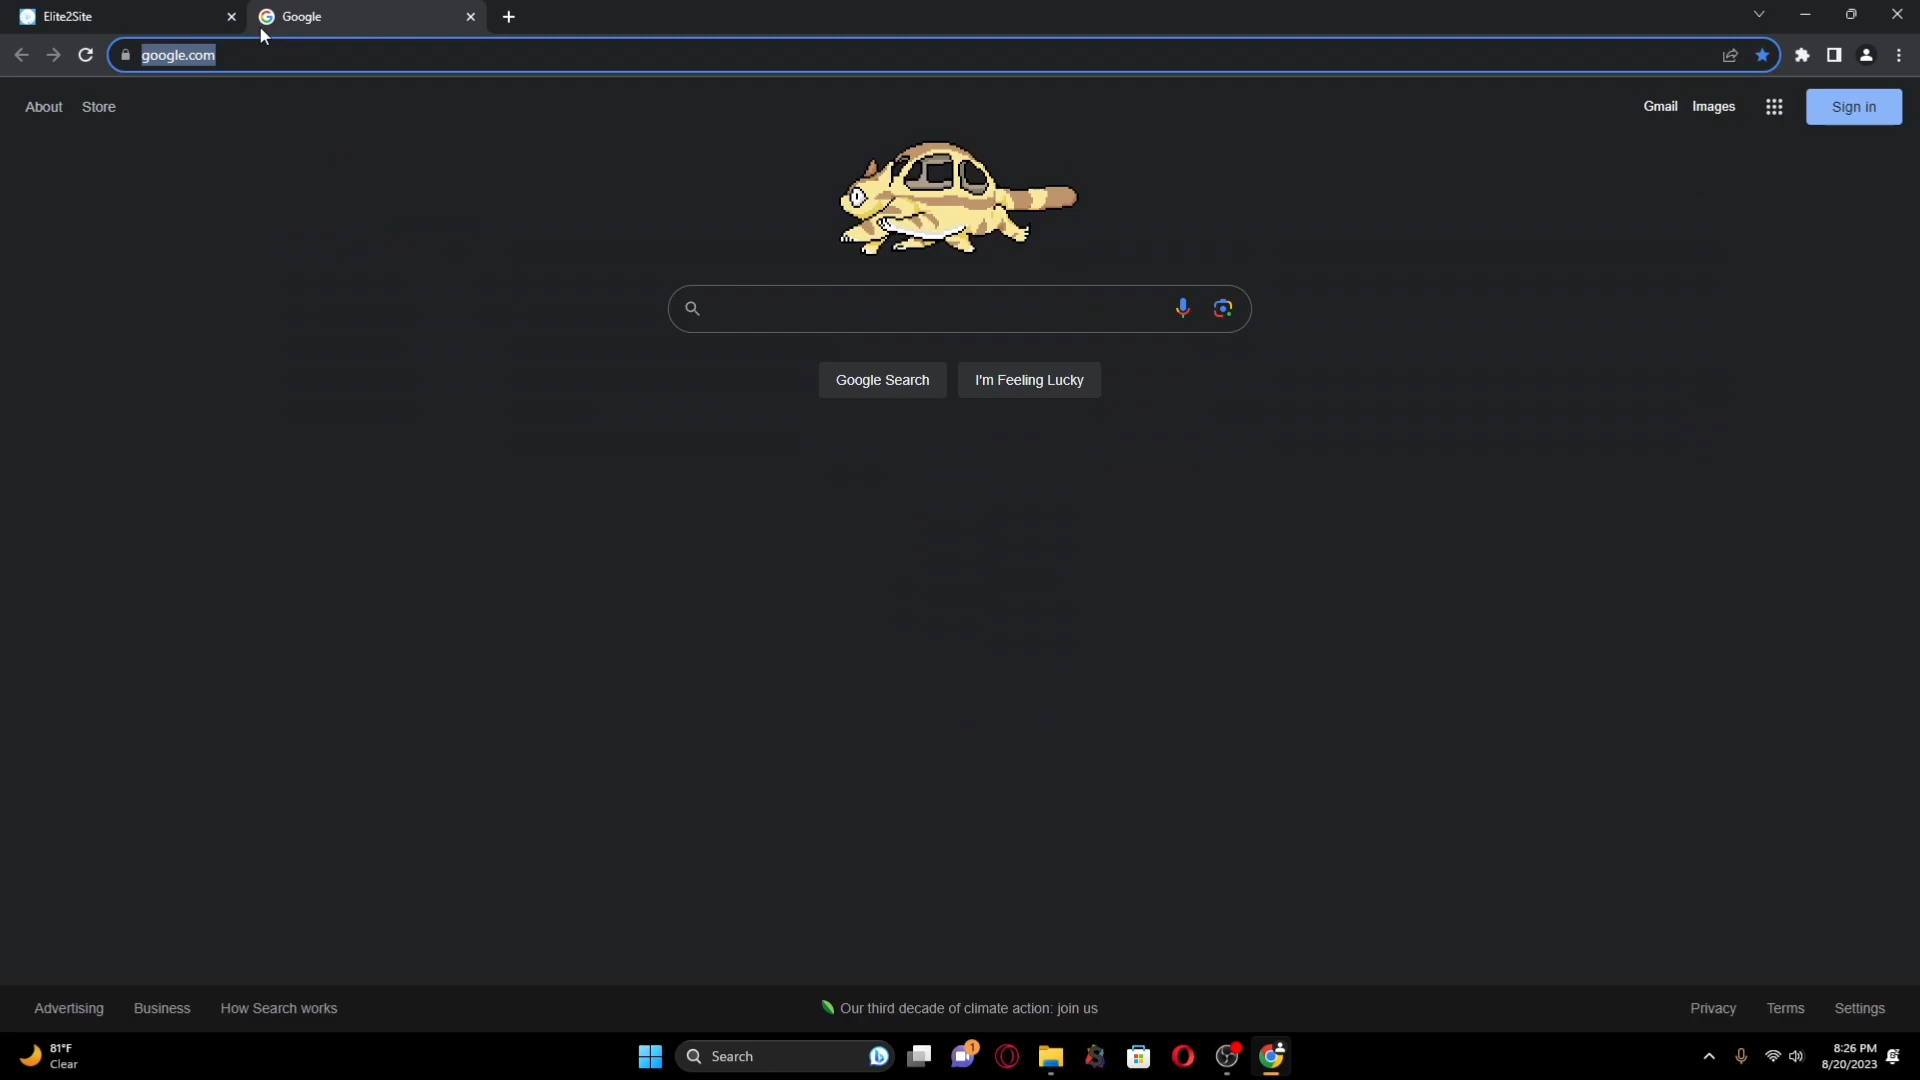 Elite2Site
Google
google.com
About Store
Gmail Images Sign in
Google Search I'm Feeling Lucky
Advertising Business How Search works
Our third decade of climate action: join us
Privacy Terms Settings
81°F
Clear
Search
1
8:26 PM
8/20/2023